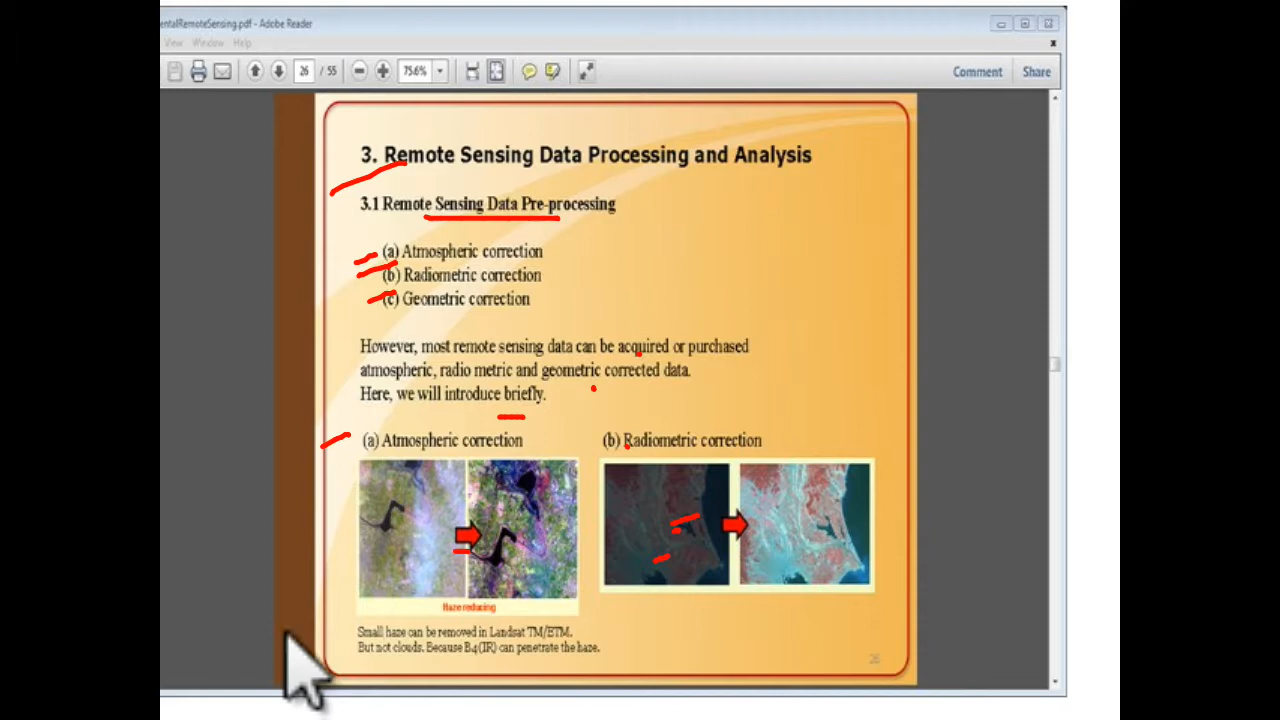 entalRemoteSensing.pdf - Adobe Reader
View Window Help
26 / 55 75.6% Comment Share
3. Remote Sensing Data Processing and Analysis
3.1 Remote Sensing Data Pre-processing
(a) Atmospheric correction
(b) Radiometric correction
(c) Geometric correction
However, most remote sensing data can be acquired or purchased
atmospheric, radio metric and geometric corrected data.
Here, we will introduce briefly.
(a) Atmospheric correction (b) Radiometric correction
Haze reducing
Small haze can be removed in Landsat TM/ETM.
But not clouds. Because B4(IR) can penetrate the haze.
26